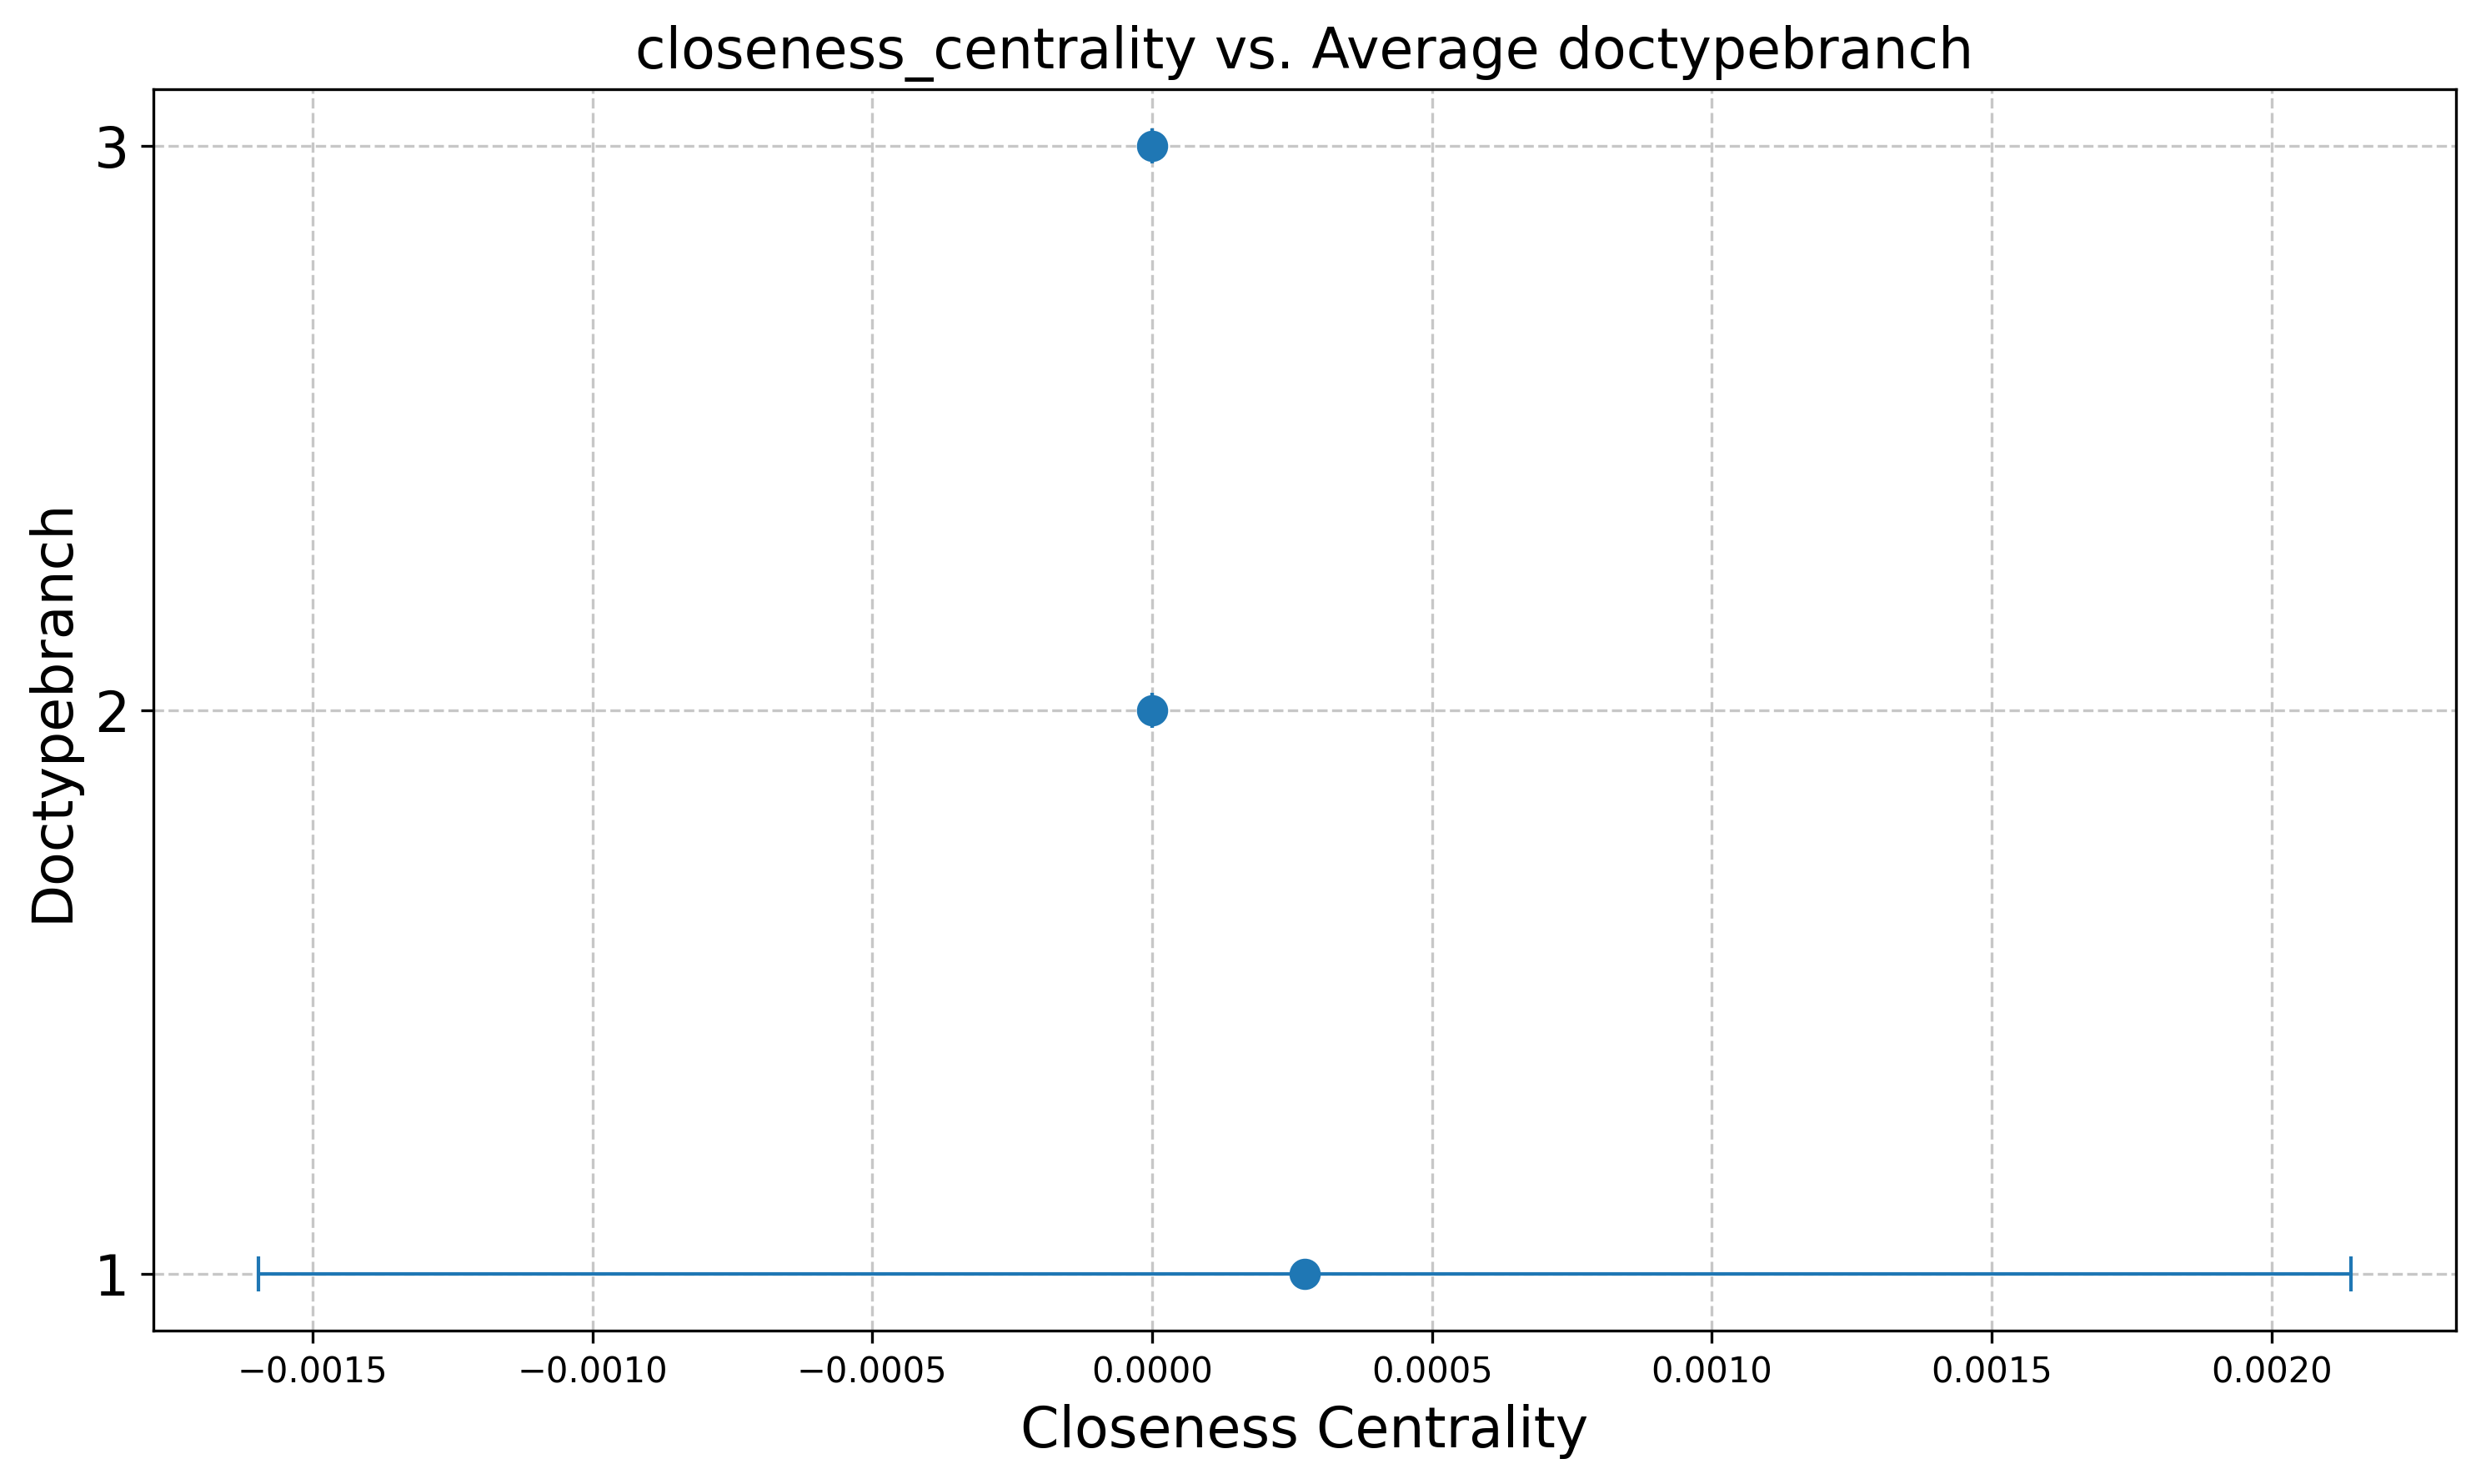 closeness_centrality vs. Average doctypebranch
3
2
1
Doctypebranch
−0.0015 −0.0010 −0.0005 0.0000 0.0005 0.0010 0.0015 0.0020
Closeness Centrality